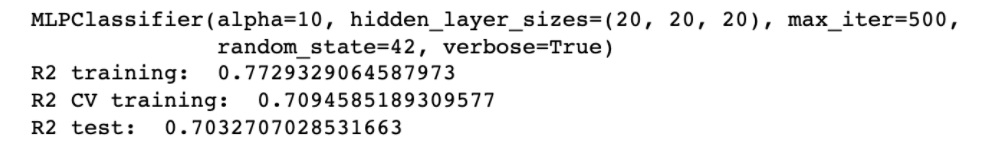 MLPClassifier(alpha=10, hidden_layer_sizes=(20, 20, 20), max_iter=500,
random_state=42, verbose=True)
R2 training:  0.7729329064587973
R2 CV training:  0.7094585189309577
R2 test:  0.7032707028531663